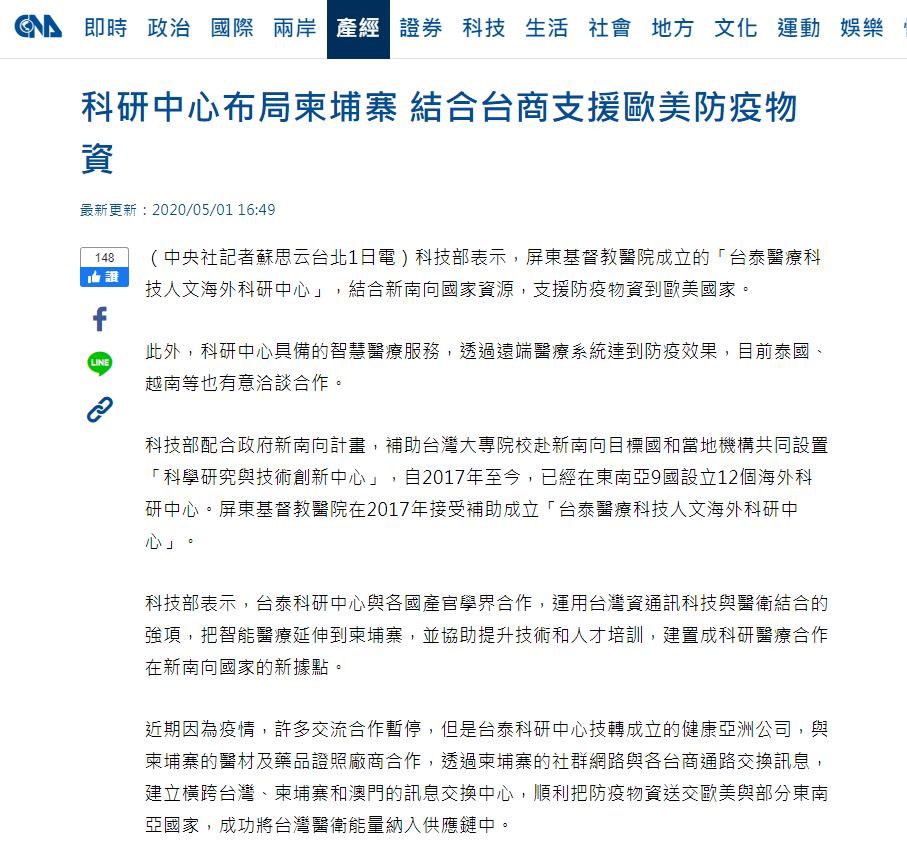 CNA 即時 政治 國際 兩岸 產經 證券 科技 生活 社會 地方 文化 運動 娛樂
科研中心布局柬埔寨 結合台商支援歐美防疫物
資
最新更新：2020/05/01 16:49
148
讚
LINE
（中央社記者蘇思云台北1日電）科技部表示，屏東基督教醫院成立的「台泰醫療科
技人文海外科研中心」，結合新南向國家資源，支援防疫物資到歐美國家。
此外，科研中心具備的智慧醫療服務，透過遠端醫療系統達到防疫效果，目前泰國、
越南等也有意洽談合作。
科技部配合政府新南向計畫，補助台灣大專院校赴新南向目標國和當地機構共同設置
「科學研究與技術創新中心」，自2017年至今，已經在東南亞9國設立12個海外科
研中心。屏東基督教醫院在2017年接受補助成立「台泰醫療科技人文海外科研中
心」。
科技部表示，台泰科研中心與各國產官學界合作，運用台灣資通訊科技與醫衛結合的
強項，把智能醫療延伸到柬埔寨，並協助提升技術和人才培訓，建置成科研醫療合作
在新南向國家的新據點。
近期因為疫情，許多交流合作暫停，但是台泰科研中心技轉成立的健康亞洲公司，與
柬埔寨的醫材及藥品證照廠商合作，透過柬埔寨的社群網路與各台商通路交換訊息，
建立橫跨台灣、柬埔寨和澳門的訊息交換中心，順利把防疫物資送交歐美與部分東南
亞國家，成功將台灣醫衛能量納入供應鏈中。